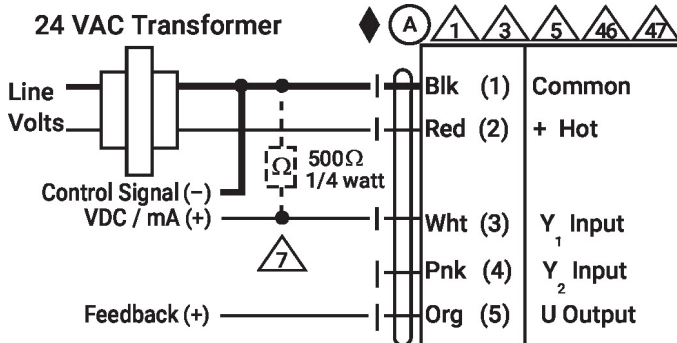 24 VAC Transformer
A 1 3 5 46 47
Line
Volts
Blk (1) Common
Red (2) + Hot
Ω 500Ω
1/4 watt
Control Signal (−)
VDC / mA (+)
Wht (3) Y1 Input
7
Pnk (4) Y2 Input
Feedback (+)
Org (5) U Output